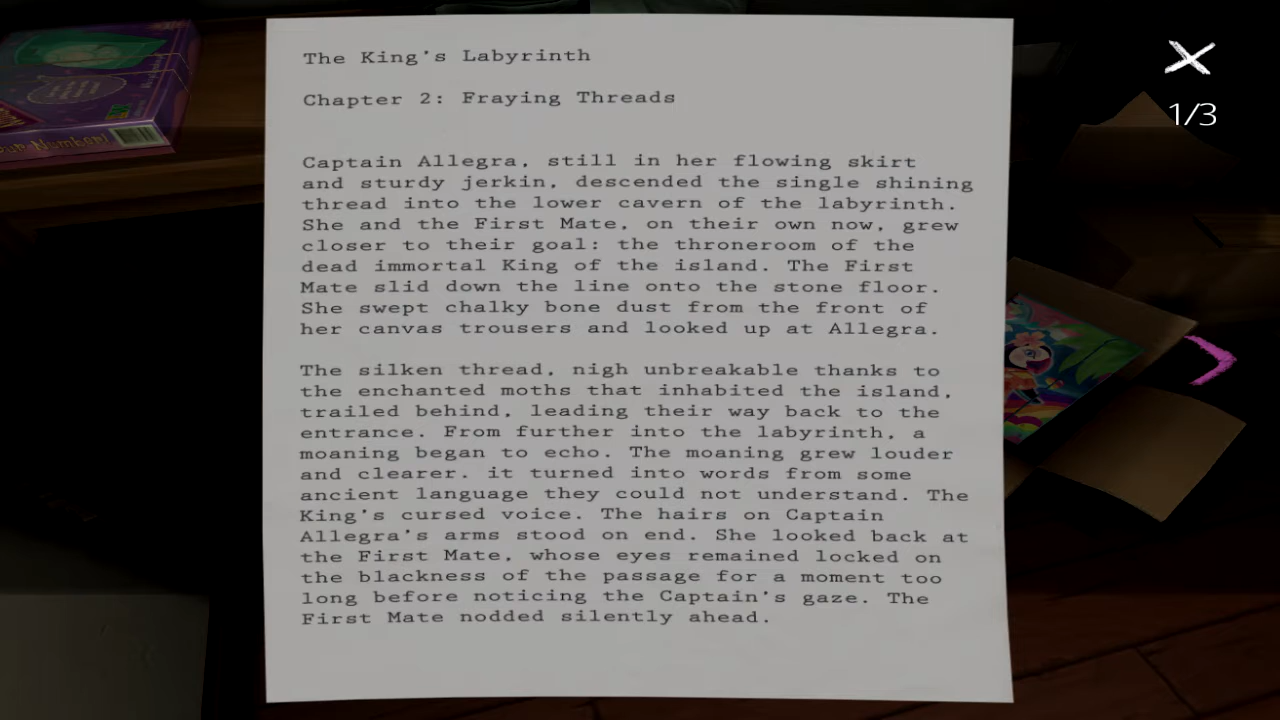 The King's Labyrinth
Chapter 2: Fraying Threads
Captain Allegra, still in her flowing skirt
and sturdy jerkin, descended the single shining
thread into the lower cavern of the labyrinth.
She and the First Mate, on their own now, grew
closer to their goal: the throneroom of the
dead immortal King of the island. The First
Mate slid down the line onto the stone floor.
She swept chalky bone dust from the front of
her canvas trousers and looked up at Allegra.
The silken thread, nigh unbreakable thanks to
the enchanted moths that inhabited the island,
trailed behind, leading their way back to the
entrance. From further into the labyrinth, a
moaning began to echo. The moaning grew louder
and clearer. it turned into words from some
ancient language they could not understand. The
King's cursed voice. The hairs on Captain
Allegra's arms stood on end. She looked back at
the First Mate, whose eyes remained locked on
the blackness of the passage for a moment too
long before noticing the Captain's gaze. The
First Mate nodded silently ahead.
1/3
Number!